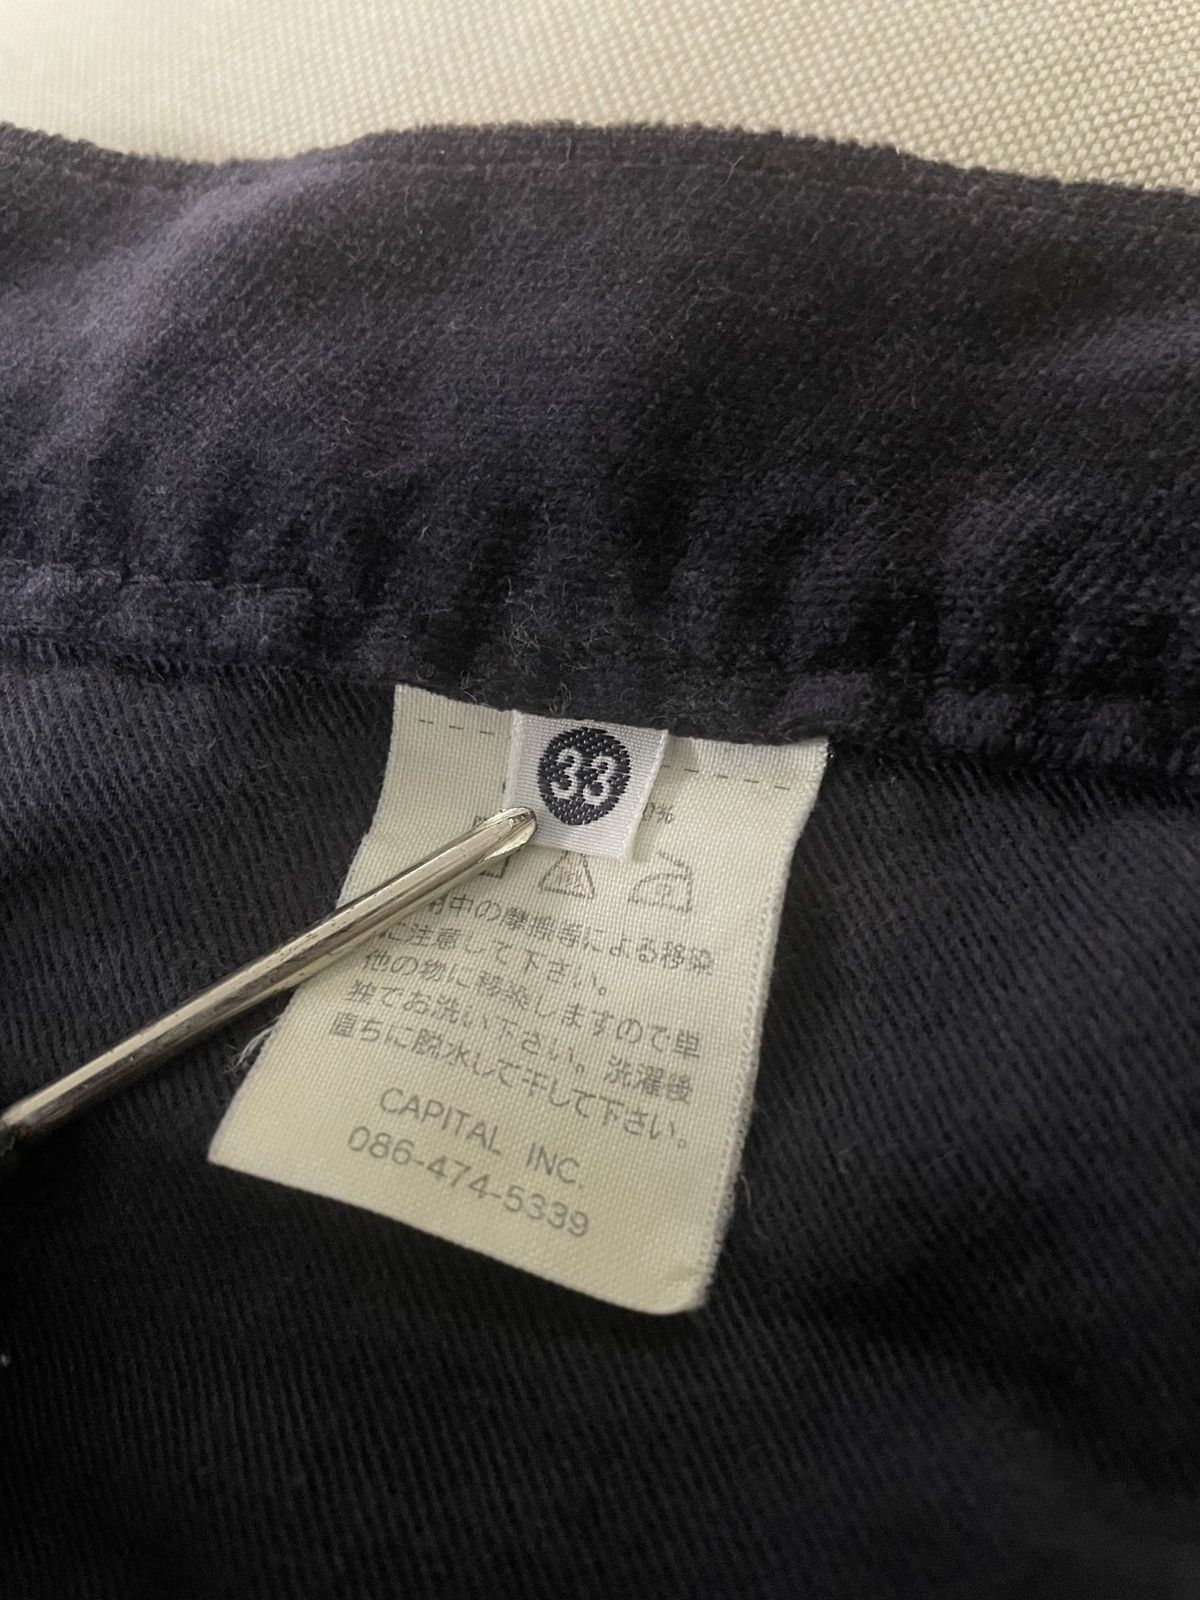 33
0%
用中の摩擦等による移染
に注意して下さい。
他の物に移染しますので単
独でお洗い下さい。洗濯後
直ちに脱水して干して下さい。
CAPITAL INC.
086-474-5339